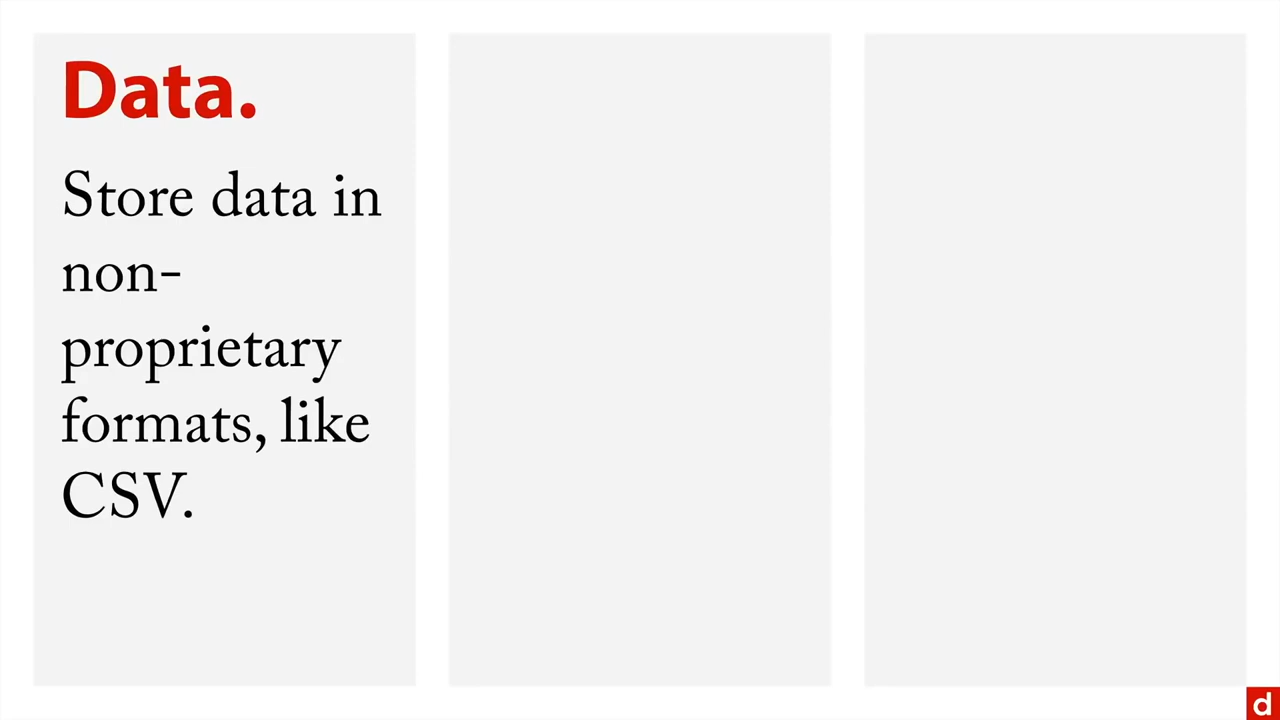 Data.
Store data in
non-
proprietary
formats, like
CSV.
d